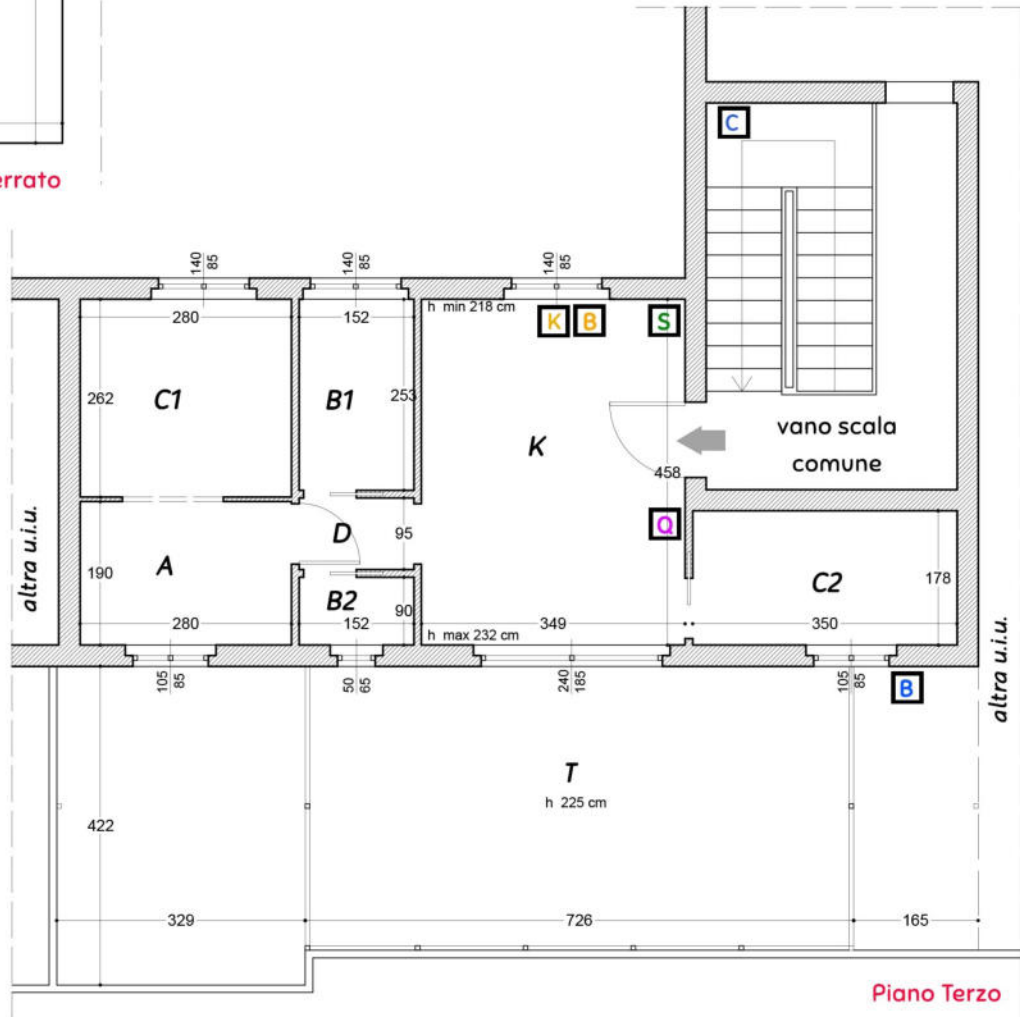 C
errato
140
85
140
85
140
85
h min 218 cm
280
152
K
B
S
262
C1
B1
253
K
vano scala
comune
458
altra u.i.u.
D
95
Q
A
190
C2
178
B2
90
280
152
h max 232 cm
349
350
105
85
50
65
240
185
105
85
B
altra u.i.u.
T
h 225 cm
422
329
726
165
Piano Terzo